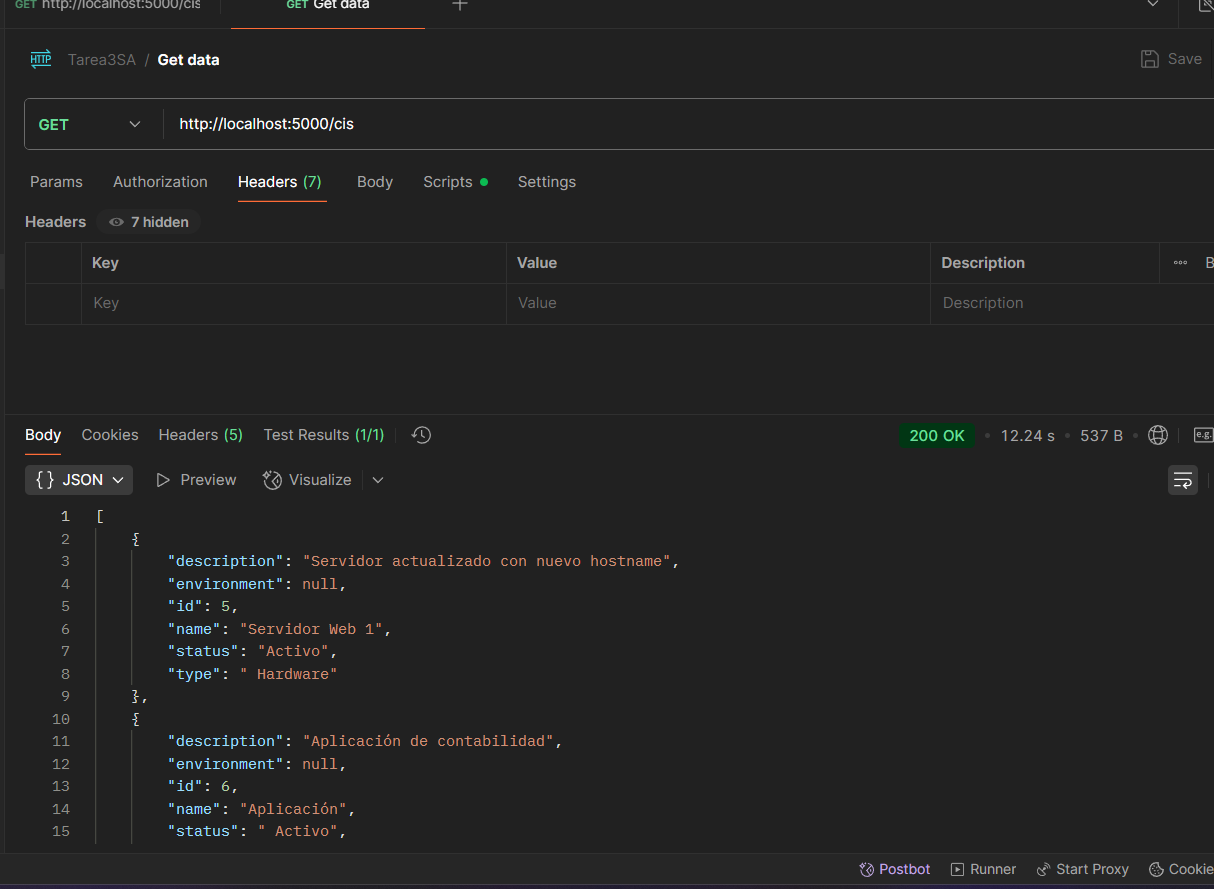 GET http://localhost:5000/cis GET Get data
HTTP Tarea3SA / Get data Save
GET http://localhost:5000/cis
Params Authorization Headers (7) Body Scripts Settings
Headers 7 hidden
Key Value Description B
Key Value Description
Body Cookies Headers (5) Test Results (1/1) 200 OK 12.24 s 537 B e.g.
{} JSON Preview Visualize
1 [
2 {
3 "description": "Servidor actualizado con nuevo hostname",
4 "environment": null,
5 "id": 5,
6 "name": "Servidor Web 1",
7 "status": "Activo",
8 "type": " Hardware"
9 },
10 {
11 "description": "Aplicación de contabilidad",
12 "environment": null,
13 "id": 6,
14 "name": "Aplicación",
15 "status": " Activo",
Postbot Runner Start Proxy Cookie